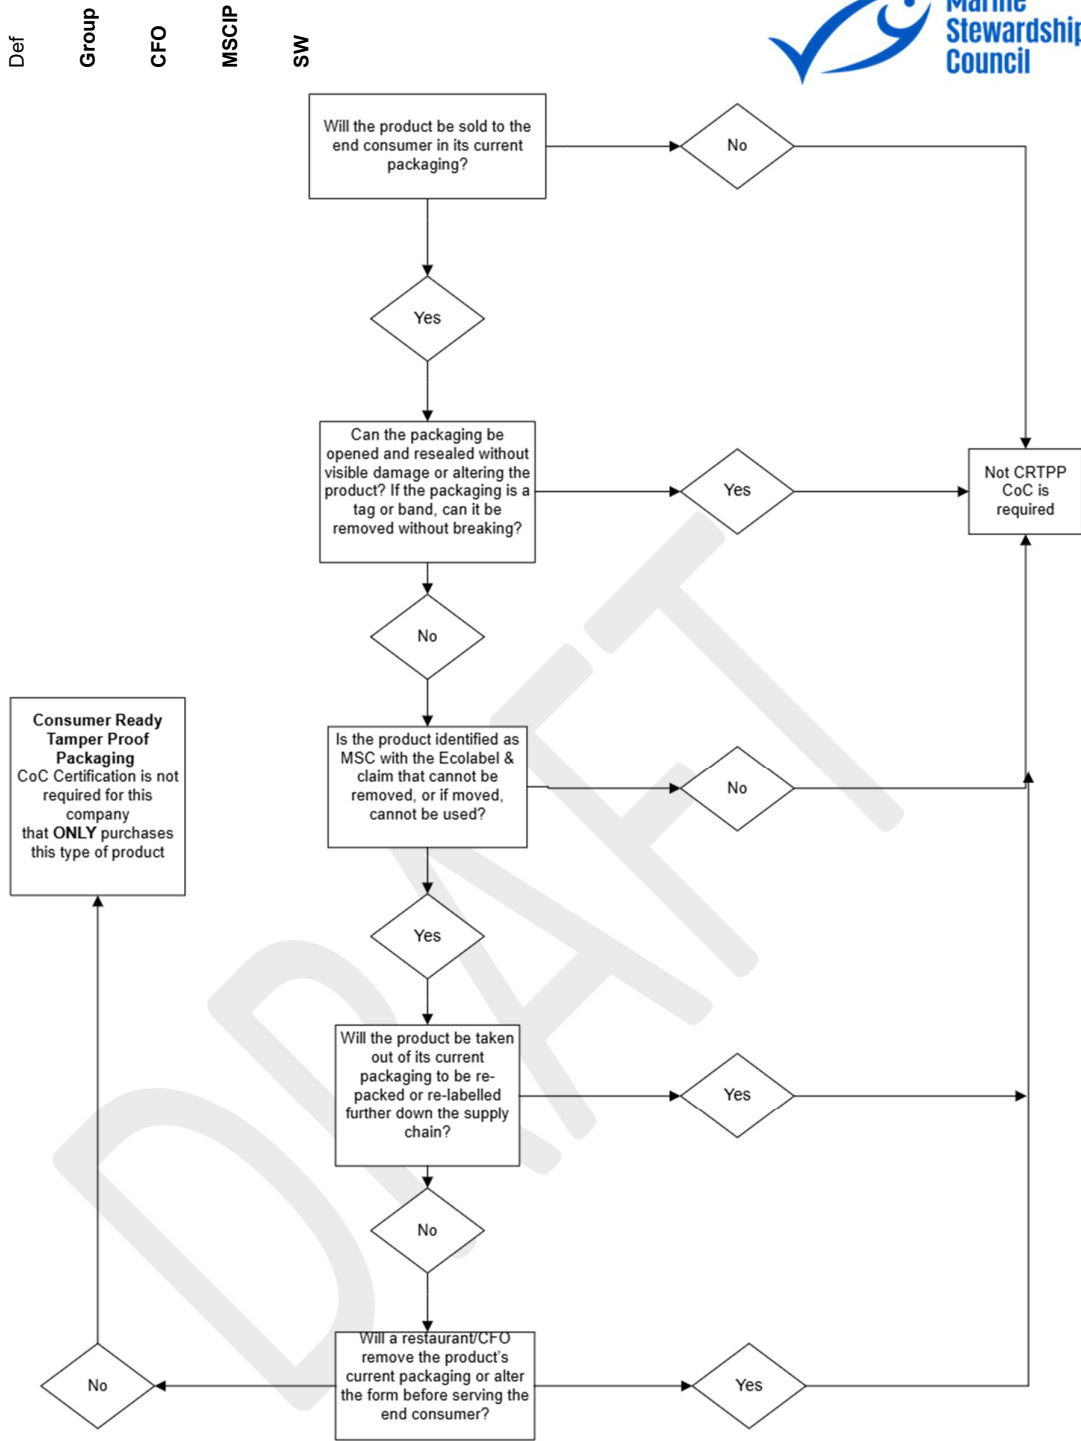 Def
Group
CFO
MSCIP
SW
Marine
Stewardship
Council
Will the product be sold to the
end consumer in its current
packaging?
No
Yes
Can the packaging be
opened and resealed without
visible damage or altering the
product? If the packaging is a
tag or band, can it be
removed without breaking?
Yes
Not CRTPP
CoC is
required
No
Consumer Ready
Tamper Proof
Packaging
CoC Certification is not
required for this
company
that ONLY purchases
this type of product
Is the product identified as
MSC with the Ecolabel &
claim that cannot be
removed, or if moved,
cannot be used?
No
Yes
Will the product be taken
out of its current
packaging to be re-
packed or re-labelled
further down the supply
chain?
Yes
No
Will a restaurant/CFO
remove the product's
current packaging or alter
the form before serving the
end consumer?
No
Yes
DRAFT